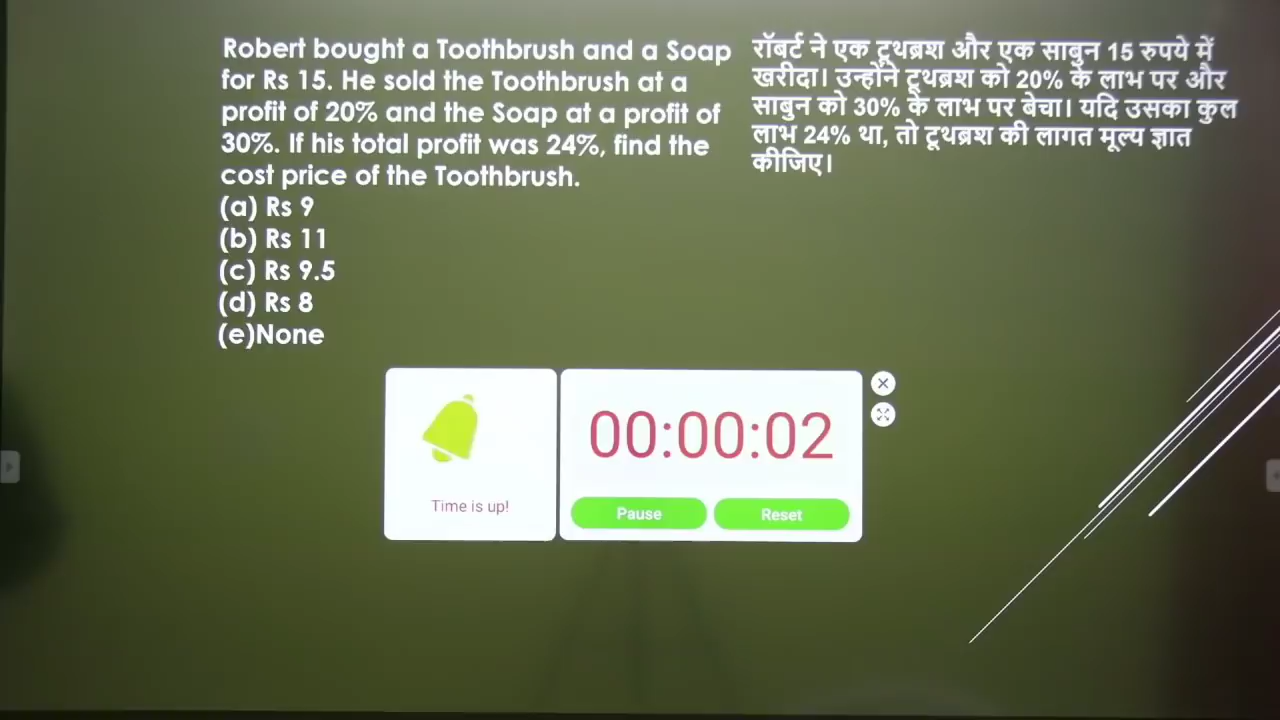 Robert bought a Toothbrush and a Soap
for Rs 15. He sold the Toothbrush at a
profit of 20% and the Soap at a profit of
30%. If his total profit was 24%, find the
cost price of the Toothbrush.
(a) Rs 9
(b) Rs 11
(c) Rs 9.5
(d) Rs 8
(e)None
रॉबर्ट ने एक टूथब्रश और एक साबुन 15 रुपये में
खरीदा। उन्होंने टूथब्रश को 20% के लाभ पर और
साबुन को 30% के लाभ पर बेचा। यदि उसका कुल
लाभ 24% था, तो टूथब्रश की लागत मूल्य ज्ञात
कीजिए।
Time is up!
00:00:02
Pause
Reset